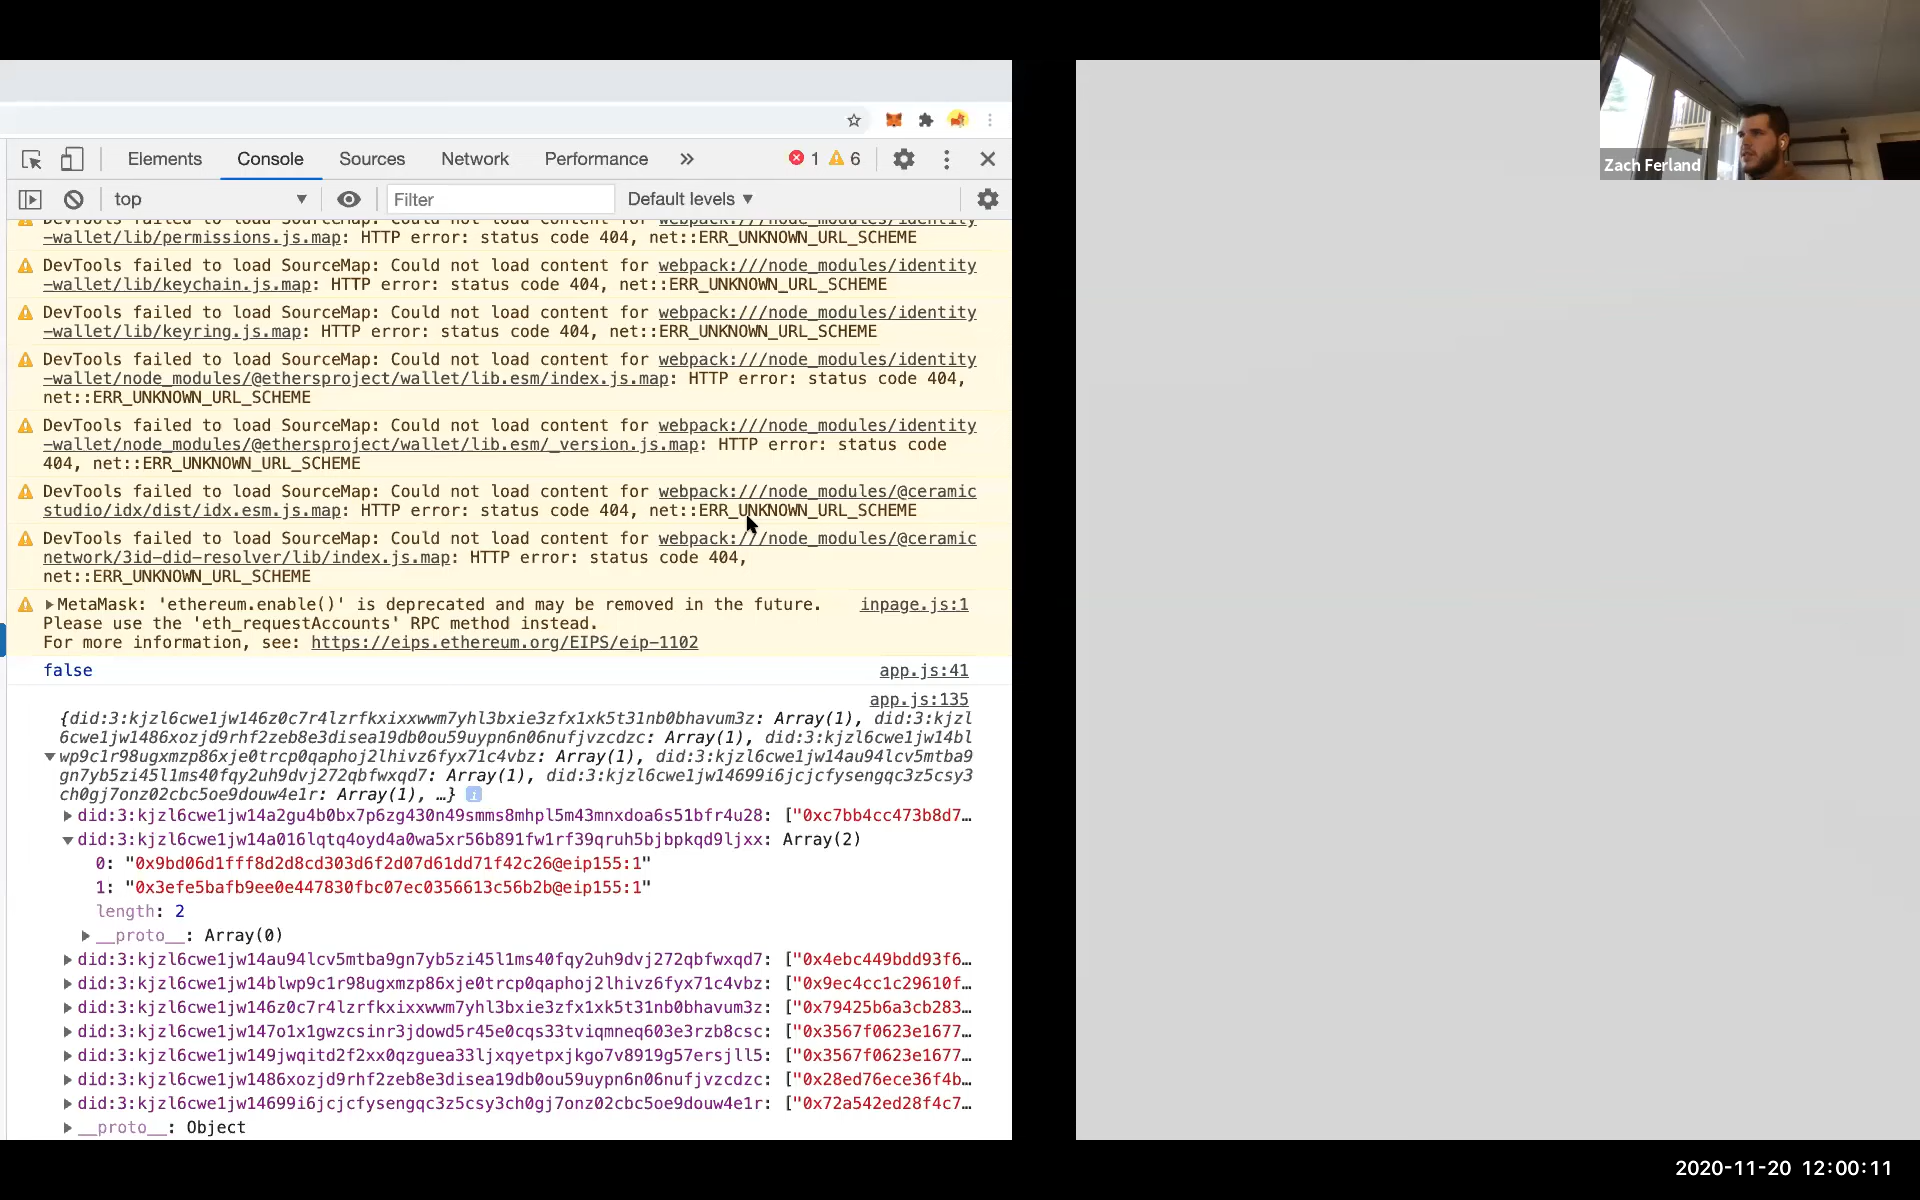 Elements Console Sources Network Performance » 1 6
top Filter Default levels
DevTools failed to load SourceMap: Could not load content for webpack:///node_modules/identity
-wallet/lib/permissions.js.map: HTTP error: status code 404, net::ERR_UNKNOWN_URL_SCHEME
DevTools failed to load SourceMap: Could not load content for webpack:///node_modules/identity
-wallet/lib/keychain.js.map: HTTP error: status code 404, net::ERR_UNKNOWN_URL_SCHEME
DevTools failed to load SourceMap: Could not load content for webpack:///node_modules/identity
-wallet/lib/keyring.js.map: HTTP error: status code 404, net::ERR_UNKNOWN_URL_SCHEME
DevTools failed to load SourceMap: Could not load content for webpack:///node_modules/identity
-wallet/node_modules/@ethersproject/wallet/lib.esm/index.js.map: HTTP error: status code 404,
net::ERR_UNKNOWN_URL_SCHEME
DevTools failed to load SourceMap: Could not load content for webpack:///node_modules/identity
-wallet/node_modules/@ethersproject/wallet/lib.esm/_version.js.map: HTTP error: status code
404, net::ERR_UNKNOWN_URL_SCHEME
DevTools failed to load SourceMap: Could not load content for webpack:///node_modules/@ceramic
studio/idx/dist/idx.esm.js.map: HTTP error: status code 404, net::ERR_UNKNOWN_URL_SCHEME
DevTools failed to load SourceMap: Could not load content for webpack:///node_modules/@ceramic
network/3id-did-resolver/lib/index.js.map: HTTP error: status code 404,
net::ERR_UNKNOWN_URL_SCHEME
MetaMask: 'ethereum.enable()' is deprecated and may be removed in the future. inpage.js:1
Please use the 'eth_requestAccounts' RPC method instead.
For more information, see: https://eips.ethereum.org/EIPS/eip-1102
false app.js:41
app.js:135
{did:3:kjzl6cwe1jw146z0c7r4lzrfkxixxwwm7yhl3bxie3zfx1xk5t31nb0bhavum3z: Array(1), did:3:kjzl
6cwe1jw1486xozjd9rhf2zeb8e3disea19db0ou59uypn6n06nufjvzcdzc: Array(1), did:3:kjzl6cwe1jw14bl
wp9c1r98ugxmzp86xje0trcp0qaphoj2lhivz6fyx71c4vbz: Array(1), did:3:kjzl6cwe1jw14au94lcv5mtba9
gn7yb5zi45l1ms40fqy2uh9dvj272qbfwxqd7: Array(1), did:3:kjzl6cwe1jw14699i6jcjcfysengqc3z5csy3
ch0gj7onz02cbc5oe9douw4e1r: Array(1), …}
did:3:kjzl6cwe1jw14a2gu4b0bx7p6zg430n49smms8mhpl5m43mnxdoa6s51bfr4u28: ["0xc7bb4cc473b8d7…
did:3:kjzl6cwe1jw14a016lqtq4oyd4a0wa5xr56b891fw1rf39qruh5bjbpkqd9ljxx: Array(2)
0: "0x9bd06d1fff8d2d8cd303d6f2d07d61dd71f42c26@eip155:1"
1: "0x3efe5bafb9ee0e447830fbc07ec0356613c56b2b@eip155:1"
length: 2
__proto__: Array(0)
did:3:kjzl6cwe1jw14au94lcv5mtba9gn7yb5zi45l1ms40fqy2uh9dvj272qbfwxqd7: ["0x4ebc449bdd93f6…
did:3:kjzl6cwe1jw14blwp9c1r98ugxmzp86xje0trcp0qaphoj2lhivz6fyx71c4vbz: ["0x9ec4cc1c29610f…
did:3:kjzl6cwe1jw146z0c7r4lzrfkxixxwwm7yhl3bxie3zfx1xk5t31nb0bhavum3z: ["0x79425b6a3cb283…
did:3:kjzl6cwe1jw147o1x1gwzcsinr3jdowd5r45e0cqs33tviqmneq603e3rzb8csc: ["0x3567f0623e1677…
did:3:kjzl6cwe1jw149jwqitd2f2xx0qzguea33ljxqyetpxjkgo7v8919g57ersjll5: ["0x3567f0623e1677…
did:3:kjzl6cwe1jw1486xozjd9rhf2zeb8e3disea19db0ou59uypn6n06nufjvzcdzc: ["0x28ed76ece36f4b…
did:3:kjzl6cwe1jw14699i6jcjcfysengqc3z5csy3ch0gj7onz02cbc5oe9douw4e1r: ["0x72a542ed28f4c7…
__proto__: Object
Zach Ferland
2020-11-20 12:00:11